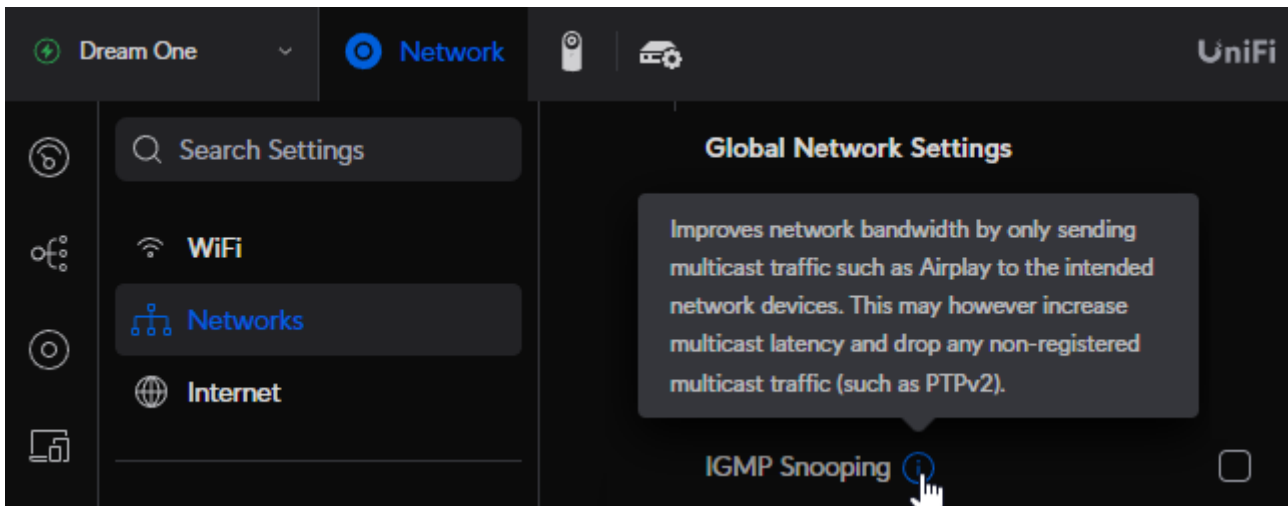 Dream One
Network
UniFi
Search Settings
WiFi
Networks
Internet
Global Network Settings
Improves network bandwidth by only sending
multicast traffic such as Airplay to the intended
network devices. This may however increase
multicast latency and drop any non-registered
multicast traffic (such as PTPv2).
IGMP Snooping